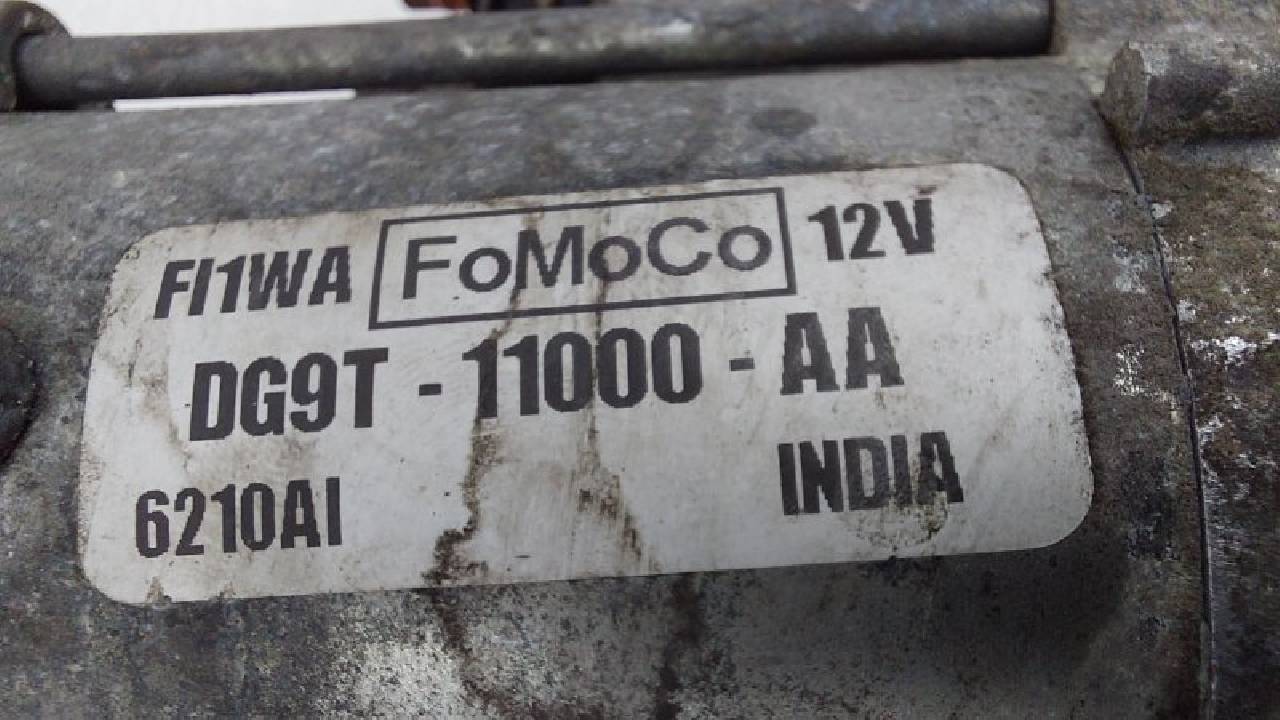 FI1WA FoMoCo 12V
DG9T - 11000 - AA
6210AI INDIA